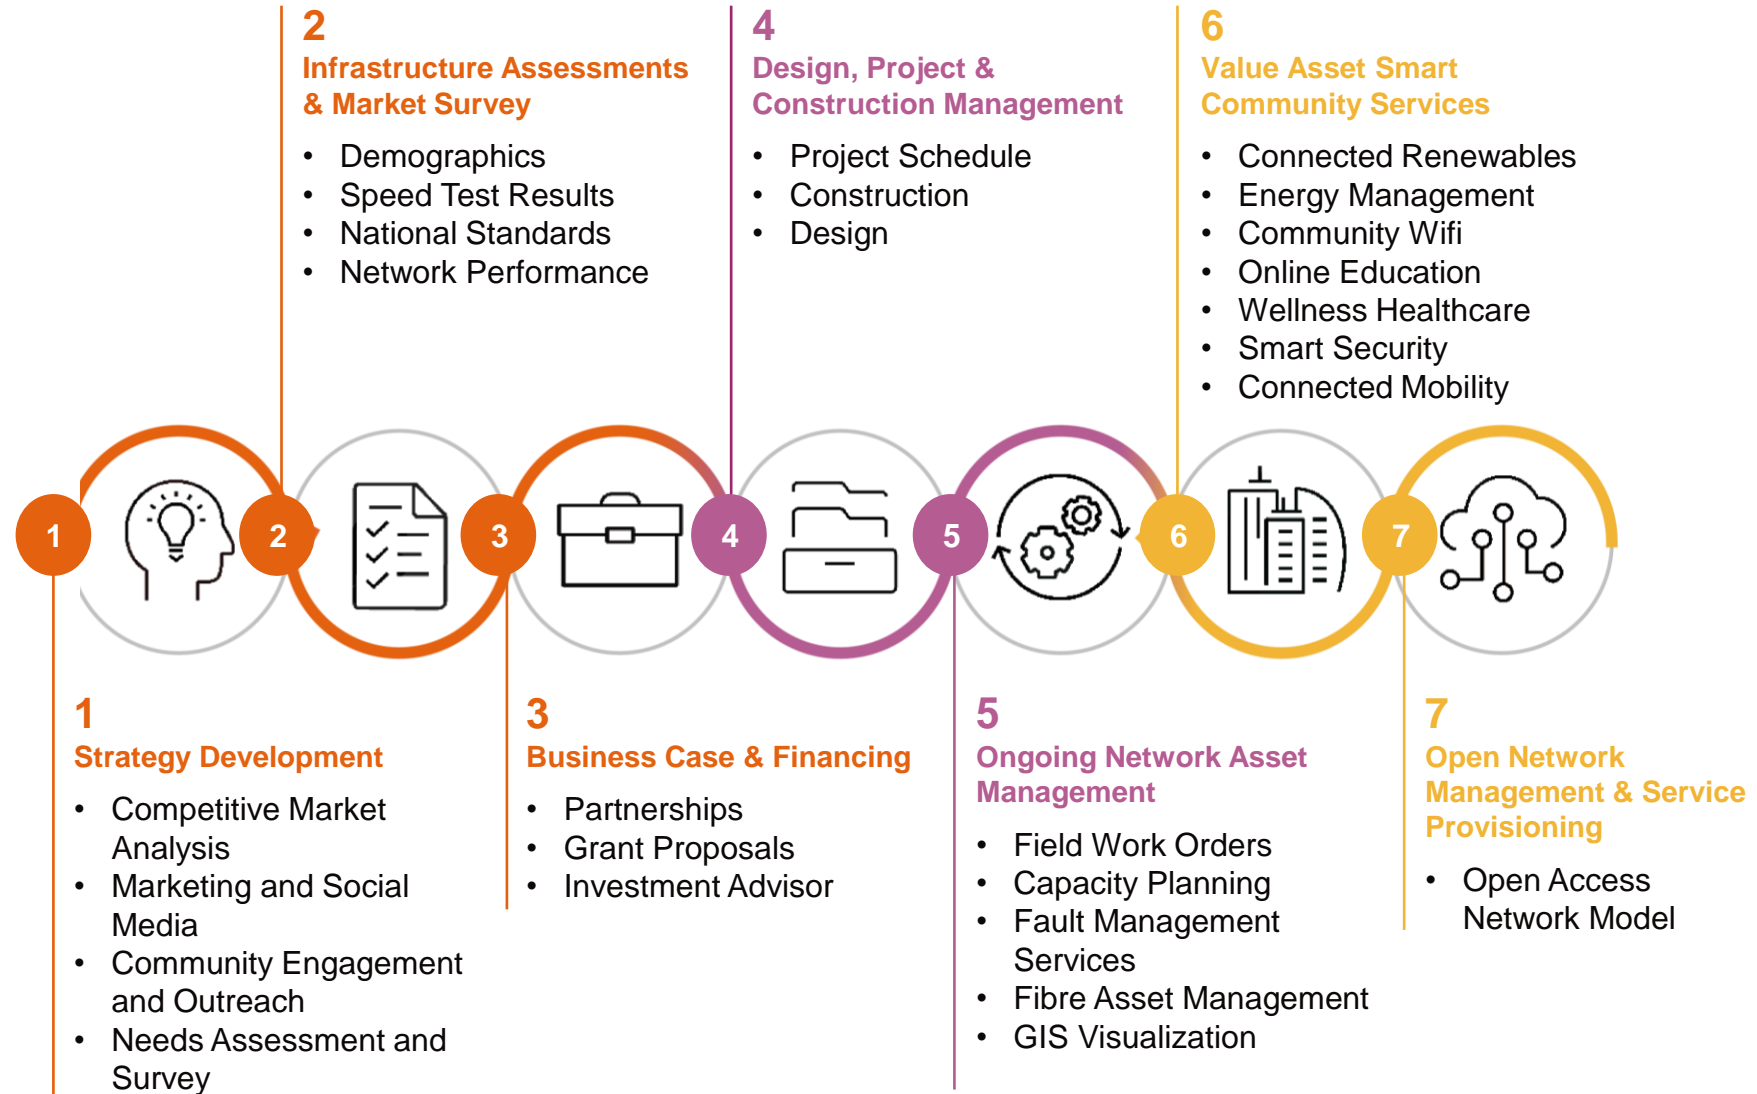 2
Infrastructure Assessments
& Market Survey
• Demographics
• Speed Test Results
• National Standards
• Network Performance
4
Design, Project &
Construction Management
• Project Schedule
• Construction
• Design
6
Value Asset Smart
Community Services
• Connected Renewables
• Energy Management
• Community Wifi
• Online Education
• Wellness Healthcare
• Smart Security
• Connected Mobility
1
2
3
4
5
6
7
1
Strategy Development
• Competitive Market
Analysis
• Marketing and Social
Media
• Community Engagement
and Outreach
• Needs Assessment and
Survey
3
Business Case & Financing
• Partnerships
• Grant Proposals
• Investment Advisor
5
Ongoing Network Asset
Management
• Field Work Orders
• Capacity Planning
• Fault Management
Services
• Fibre Asset Management
• GIS Visualization
7
Open Network
Management & Service
Provisioning
• Open Access
Network Model